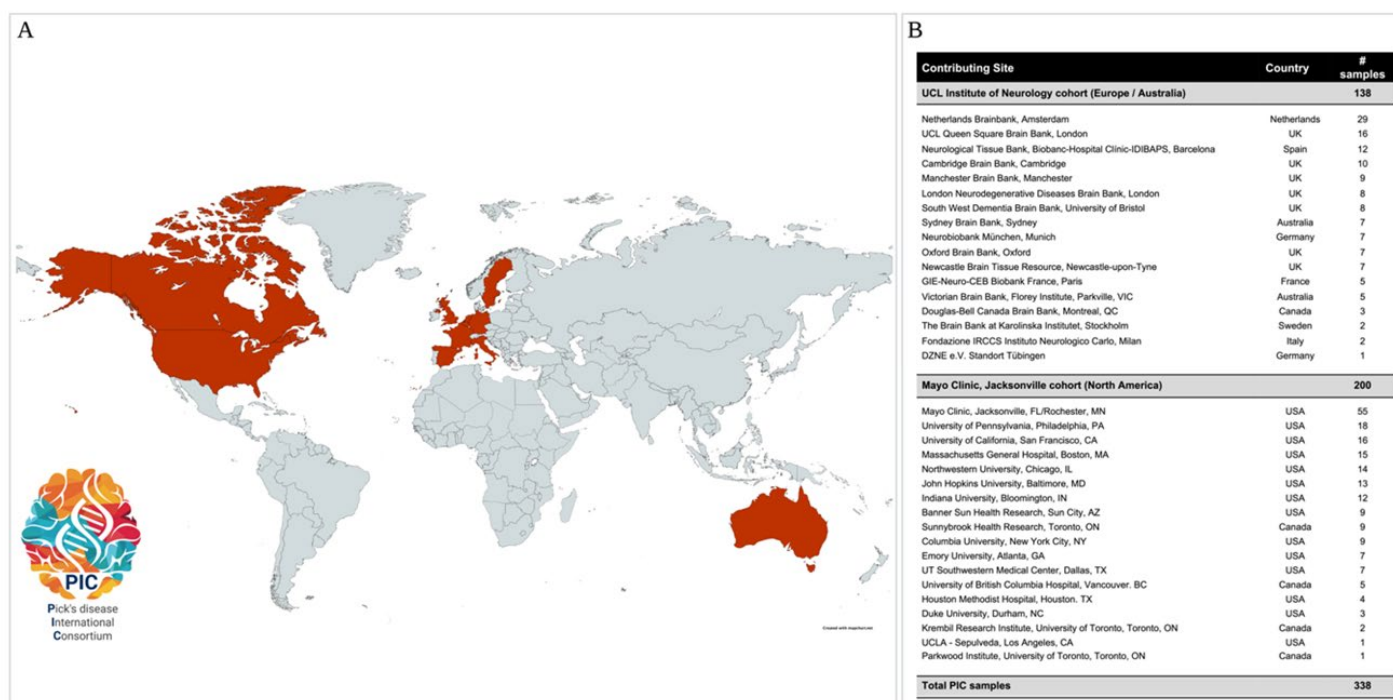 A
PIC
Pick's disease
International
Consortium
Created with mapchart.net
B
Contributing Site Country # samples
UCL Institute of Neurology cohort (Europe / Australia) 138
Netherlands Brainbank, Amsterdam Netherlands 29
UCL Queen Square Brain Bank, London UK 16
Neurological Tissue Bank, Biobanc-Hospital Clínic-IDIBAPS, Barcelona Spain 12
Cambridge Brain Bank, Cambridge UK 10
Manchester Brain Bank, Manchester UK 9
London Neurodegenerative Diseases Brain Bank, London UK 8
South West Dementia Brain Bank, University of Bristol UK 8
Sydney Brain Bank, Sydney Australia 7
Neurobiobank München, Munich Germany 7
Oxford Brain Bank, Oxford UK 7
Newcastle Brain Tissue Resource, Newcastle-upon-Tyne UK 7
GIE-Neuro-CEB Biobank France, Paris France 5
Victorian Brain Bank, Florey Institute, Parkville, VIC Australia 5
Douglas-Bell Canada Brain Bank, Montreal, QC Canada 3
The Brain Bank at Karolinska Institutet, Stockholm Sweden 2
Fondazione IRCCS Instituto Neurologico Carlo, Milan Italy 2
DZNE e.V. Standort Tübingen Germany 1
Mayo Clinic, Jacksonville cohort (North America) 200
Mayo Clinic, Jacksonville, FL/Rochester, MN USA 55
University of Pennsylvania, Philadelphia, PA USA 18
University of California, San Francisco, CA USA 16
Massachusetts General Hospital, Boston, MA USA 15
Northwestern University, Chicago, IL USA 14
John Hopkins University, Baltimore, MD USA 13
Indiana University, Bloomington, IN USA 12
Banner Sun Health Research, Sun City, AZ USA 9
Sunnybrook Health Research, Toronto, ON Canada 9
Columbia University, New York City, NY USA 9
Emory University, Atlanta, GA USA 7
UT Southwestern Medical Center, Dallas, TX USA 7
University of British Columbia Hospital, Vancouver. BC Canada 5
Houston Methodist Hospital, Houston. TX USA 4
Duke University, Durham, NC USA 3
Krembil Research Institute, University of Toronto, Toronto, ON Canada 2
UCLA - Sepulveda, Los Angeles, CA USA 1
Parkwood Institute, University of Toronto, Toronto, ON Canada 1
Total PIC samples 338